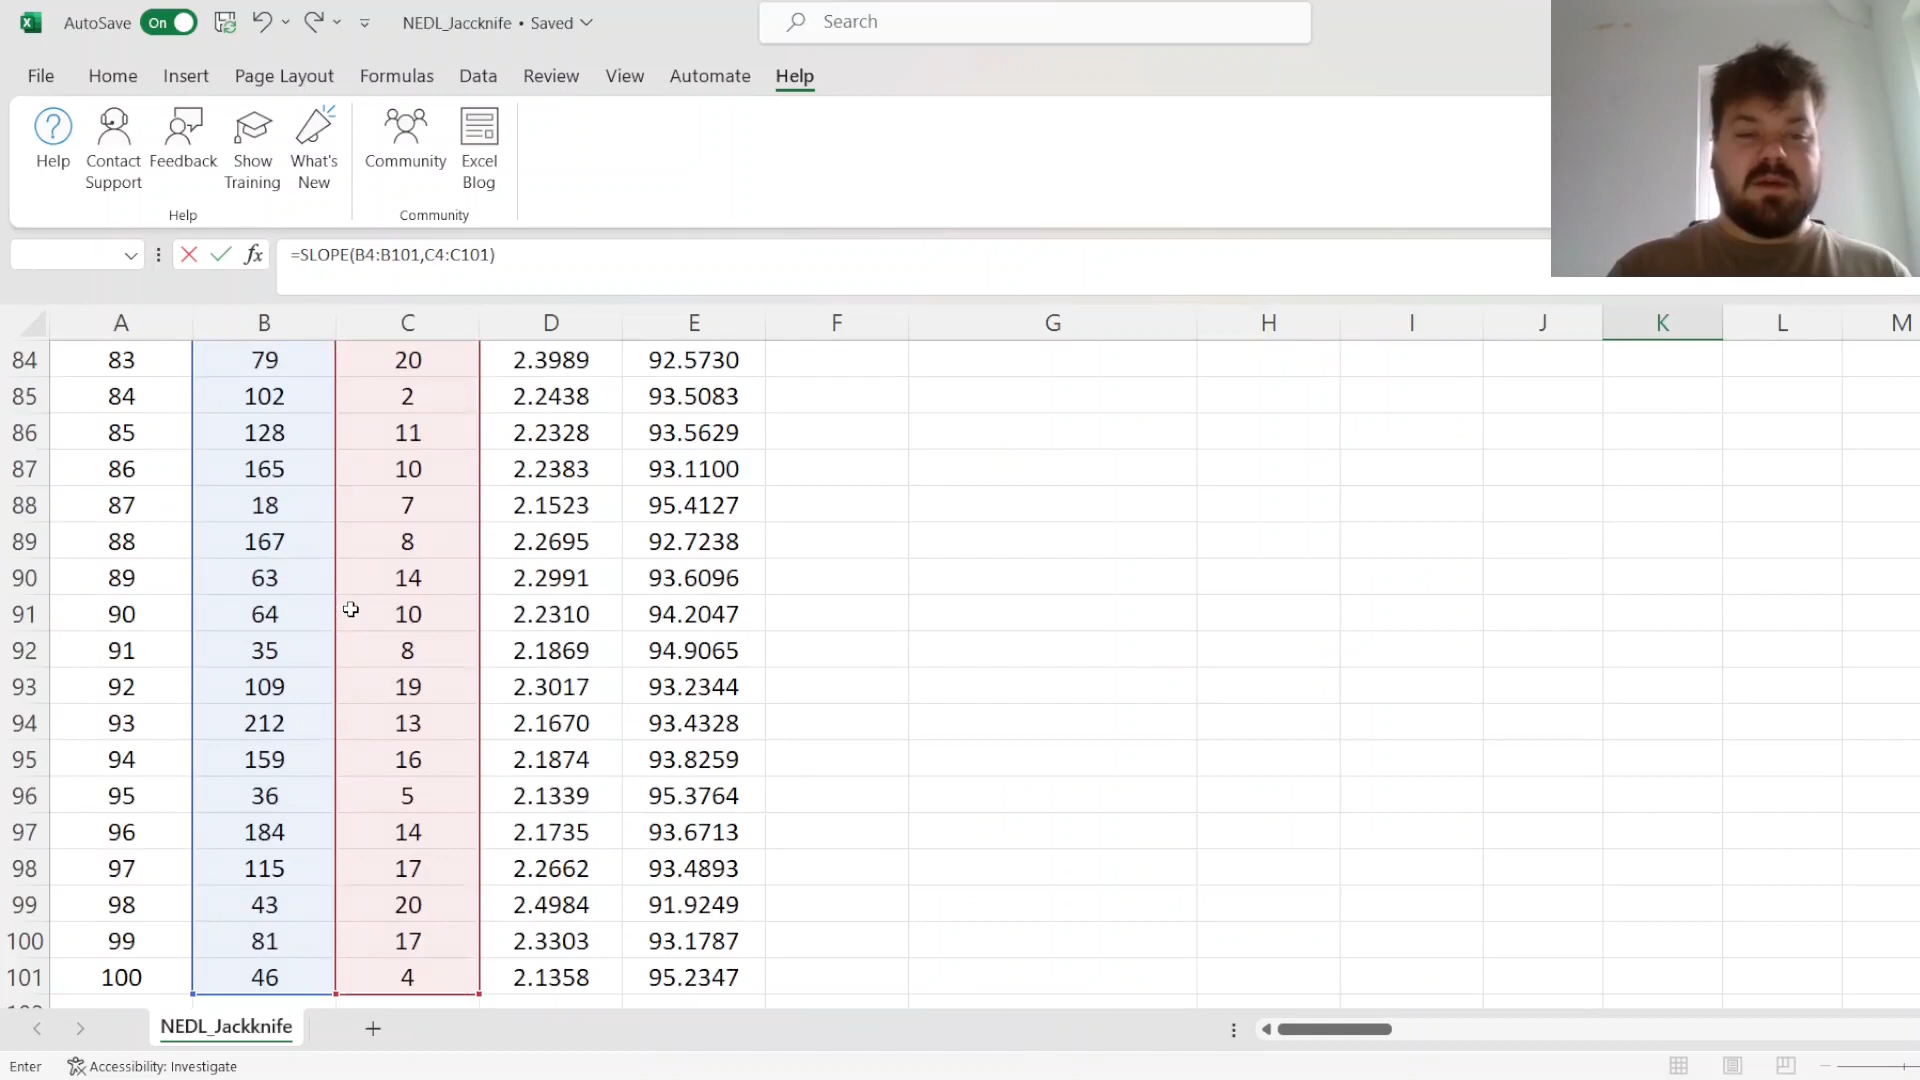 AutoSave On NEDL_Jaccknife • Saved Search
File Home Insert Page Layout Formulas Data Review View Automate Help
Help Contact Support Feedback Show Training What's New Community Excel Blog
Help Community
fx =SLOPE(B4:B101,C4:C101)
A B C D E F G H I J K L M
84 83 79 20 2.3989 92.5730
85 84 102 2 2.2438 93.5083
86 85 128 11 2.2328 93.5629
87 86 165 10 2.2383 93.1100
88 87 18 7 2.1523 95.4127
89 88 167 8 2.2695 92.7238
90 89 63 14 2.2991 93.6096
91 90 64 10 2.2310 94.2047
92 91 35 8 2.1869 94.9065
93 92 109 19 2.3017 93.2344
94 93 212 13 2.1670 93.4328
95 94 159 16 2.1874 93.8259
96 95 36 5 2.1339 95.3764
97 96 184 14 2.1735 93.6713
98 97 115 17 2.2662 93.4893
99 98 43 20 2.4984 91.9249
100 99 81 17 2.3303 93.1787
101 100 46 4 2.1358 95.2347
NEDL_Jackknife
Enter Accessibility: Investigate